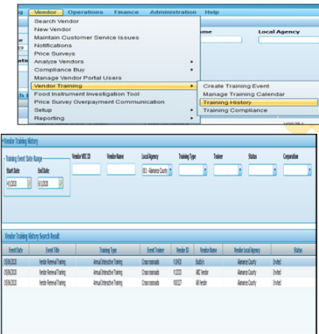 Vendor Operations Finance Administration Help
Search Vendor
New Vendor
Maintain Customer Service Issues
Notifications
Price Surveys
Analyze Vendors
Compliance Buy
Manage Vendor Portal Users
Vendor Training
Food Instrument Investigation Tool
Price Survey Overpayment Communication
Setup
Reporting
Local Agency
Create Training Event
Manage Training Calendar
Training History
Training Compliance
Vendor Training History
Training Event Date Range
Start Date End Date
Vendor WIC ID Vendor Name Local Agency Training Type Trainer Status Corporation
Vendor Training History Search Result
Event Date Event Title Training Type Event Trainer Vendor ID Vendor Name Vendor Local Agency Status
Vendor Renewal Training Annual Interactive Training Crossroads Alameda County Invited
Vendor Renewal Training Annual Interactive Training Crossroads ABC Vendor Alameda County Invited
Vendor Renewal Training Annual Interactive Training Crossroads Alameda County Invited